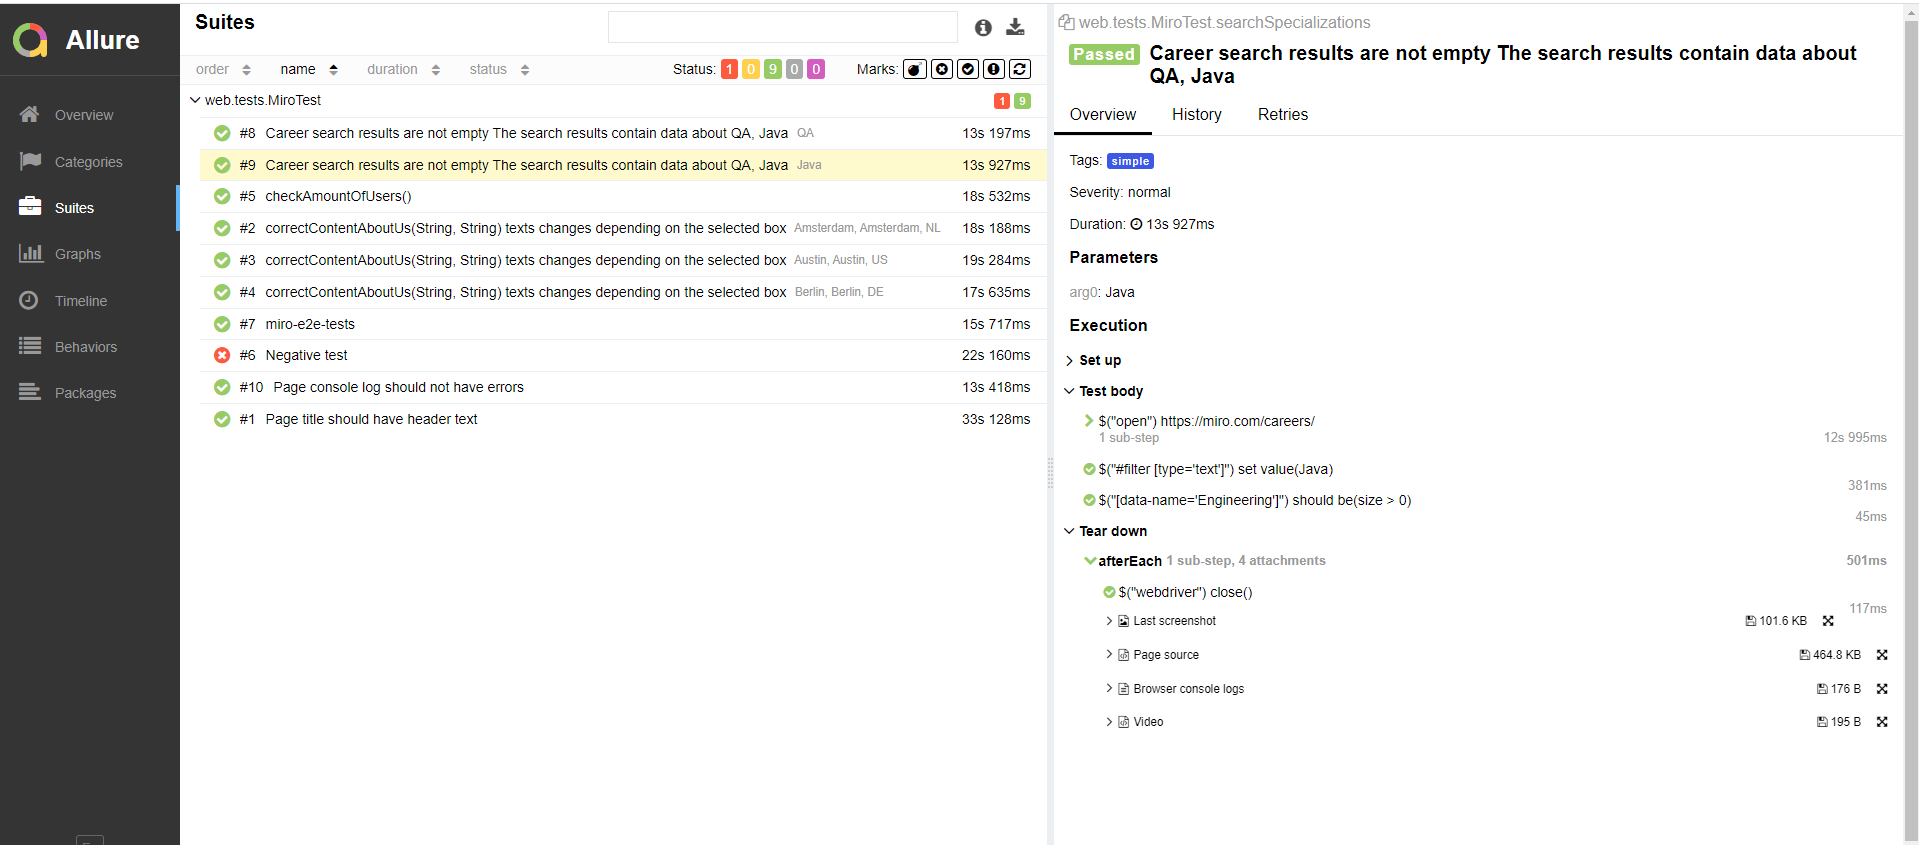 Allure
Overview
Categories
Suites
Graphs
Timeline
Behaviors
Packages
Suites
order name duration status Status: 1 0 9 0 0 Marks:
web.tests.MiroTest 1 9
#8 Career search results are not empty The search results contain data about QA, Java QA 13s 197ms
#9 Career search results are not empty The search results contain data about QA, Java Java 13s 927ms
#5 checkAmountOfUsers() 18s 532ms
#2 correctContentAboutUs(String, String) texts changes depending on the selected box Amsterdam, Amsterdam, NL 18s 188ms
#3 correctContentAboutUs(String, String) texts changes depending on the selected box Austin, Austin, US 19s 284ms
#4 correctContentAboutUs(String, String) texts changes depending on the selected box Berlin, Berlin, DE 17s 635ms
#7 miro-e2e-tests 15s 717ms
#6 Negative test 22s 160ms
#10 Page console log should not have errors 13s 418ms
#1 Page title should have header text 33s 128ms
web.tests.MiroTest.searchSpecializations
Passed Career search results are not empty The search results contain data about
QA, Java
Overview History Retries
Tags: simple
Severity: normal
Duration: 13s 927ms
Parameters
arg0: Java
Execution
Set up
Test body
$("open") https://miro.com/careers/
1 sub-step 12s 995ms
$("#filter [type='text']") set value(Java)
381ms
$("[data-name='Engineering']") should be(size > 0)
45ms
Tear down
afterEach 1 sub-step, 4 attachments 501ms
$("webdriver") close()
117ms
Last screenshot 101.6 KB
Page source 464.8 KB
Browser console logs 176 B
Video 195 B